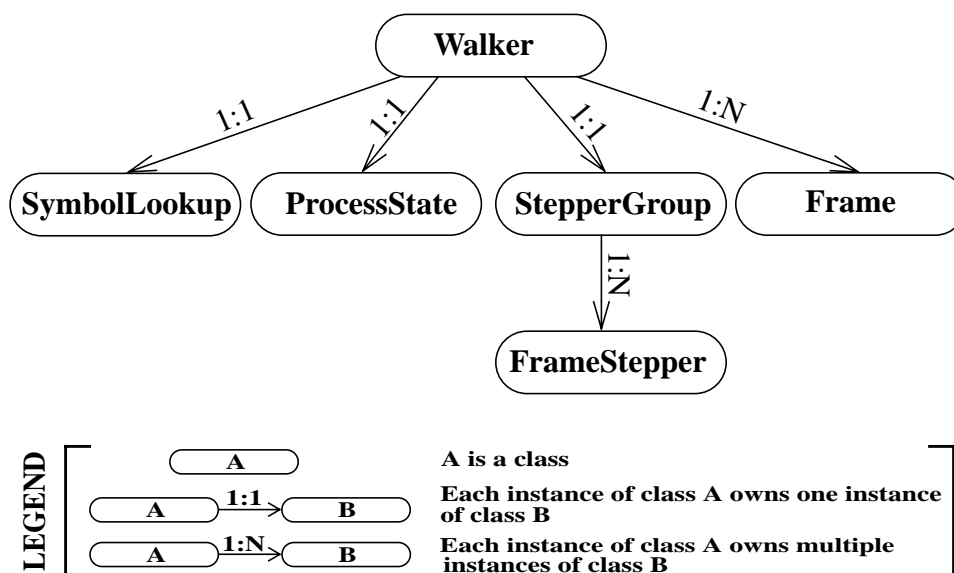 Walker
1:1
1:1
1:1
1:N
SymbolLookup
ProcessState
StepperGroup
Frame
1:N
FrameStepper
LEGEND
A
A is a class
A
1:1
B
Each instance of class A owns one instance
of class B
A
1:N
B
Each instance of class A owns multiple
instances of class B